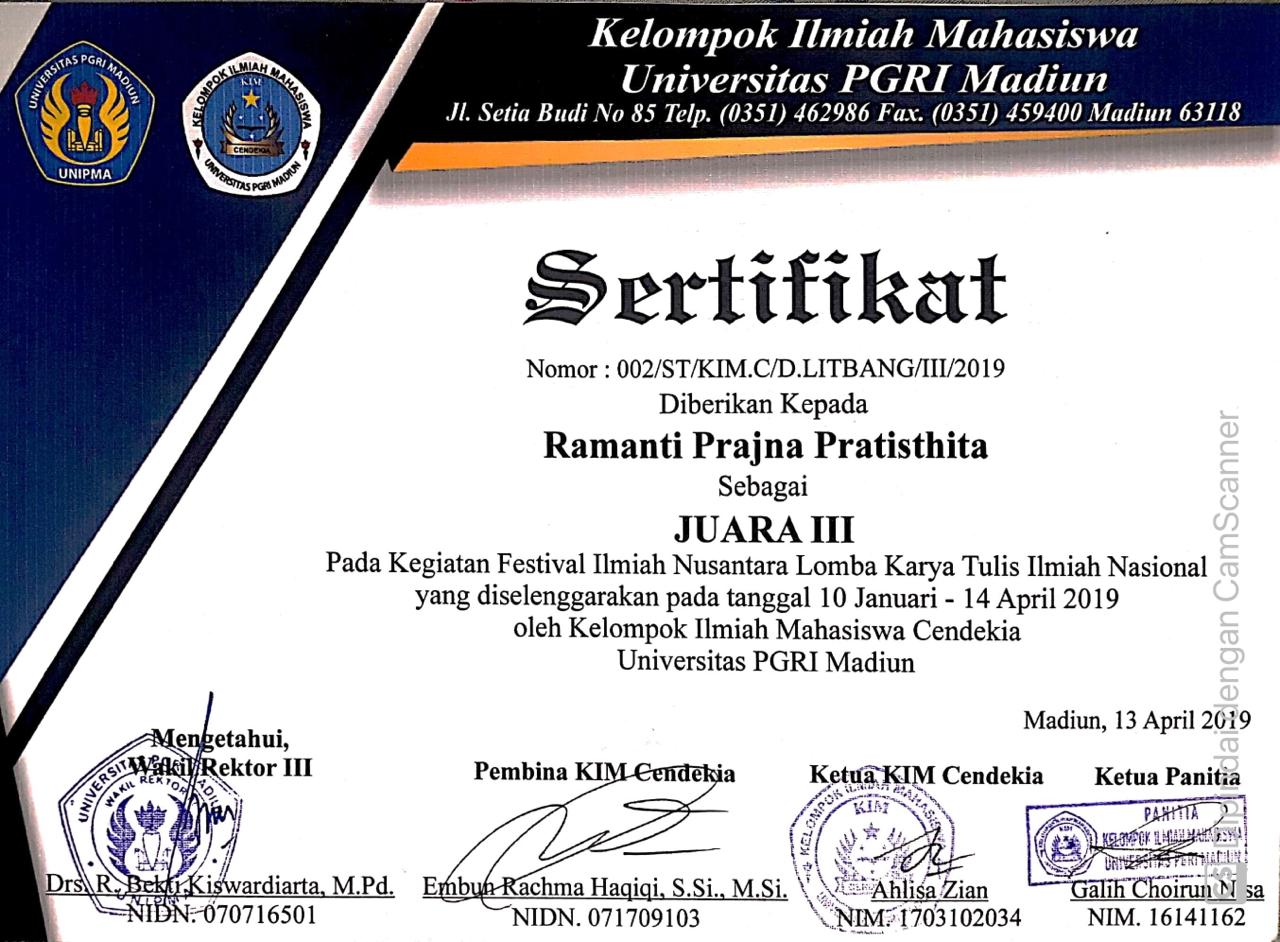 UNIVERSITAS PGRI MADIUN
UNIPMA
KELOMPOK ILMIAH MAHASISWA
KIM
CENDEKIA
UNIVERSITAS PGRI MADIUN
Kelompok Ilmiah Mahasiswa
Universitas PGRI Madiun
Jl. Setia Budi No 85 Telp. (0351) 462986 Fax. (0351) 459400 Madiun 63118
Sertifikat
Nomor : 002/ST/KIM.C/D.LITBANG/III/2019
Diberikan Kepada
Ramanti Prajna Pratisthita
Sebagai
JUARA III
Pada Kegiatan Festival Ilmiah Nusantara Lomba Karya Tulis Ilmiah Nasional
yang diselenggarakan pada tanggal 10 Januari - 14 April 2019
oleh Kelompok Ilmiah Mahasiswa Cendekia
Universitas PGRI Madiun
Madiun, 13 April 2019
Mengetahui,
Wakil Rektor III
Drs. R. Bekti Kiswardiarta, M.Pd.
NIDN. 070716501
Pembina KIM Cendekia
Embun Rachma Haqiqi, S.Si., M.Si.
NIDN. 071709103
Ketua KIM Cendekia
KELOMPOK ILMIAH MAHASISWA
KIM
Ahlisa Zian
NIM. 1703102034
Ketua Panitia
PANITIA
KELOMPOK ILMIAH MAHASISWA
UNIVERSITAS PGRI MADIUN
Galih Choirun Nisa
NIM. 16141162
CS Dipindai dengan CamScanner